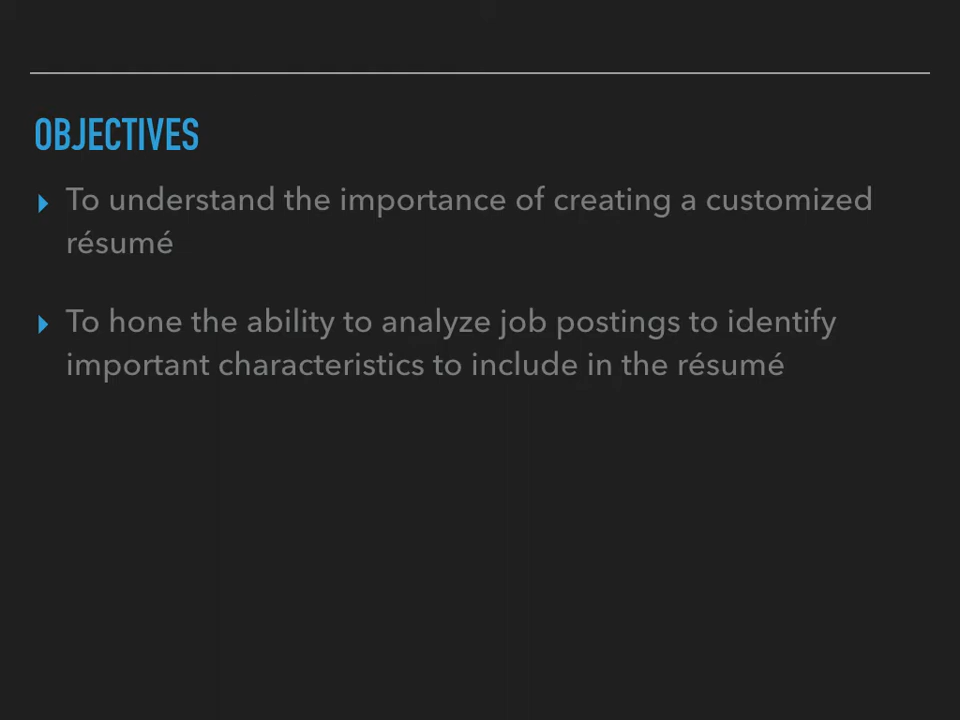 OBJECTIVES
To understand the importance of creating a customized
résumé
To hone the ability to analyze job postings to identify
important characteristics to include in the résumé